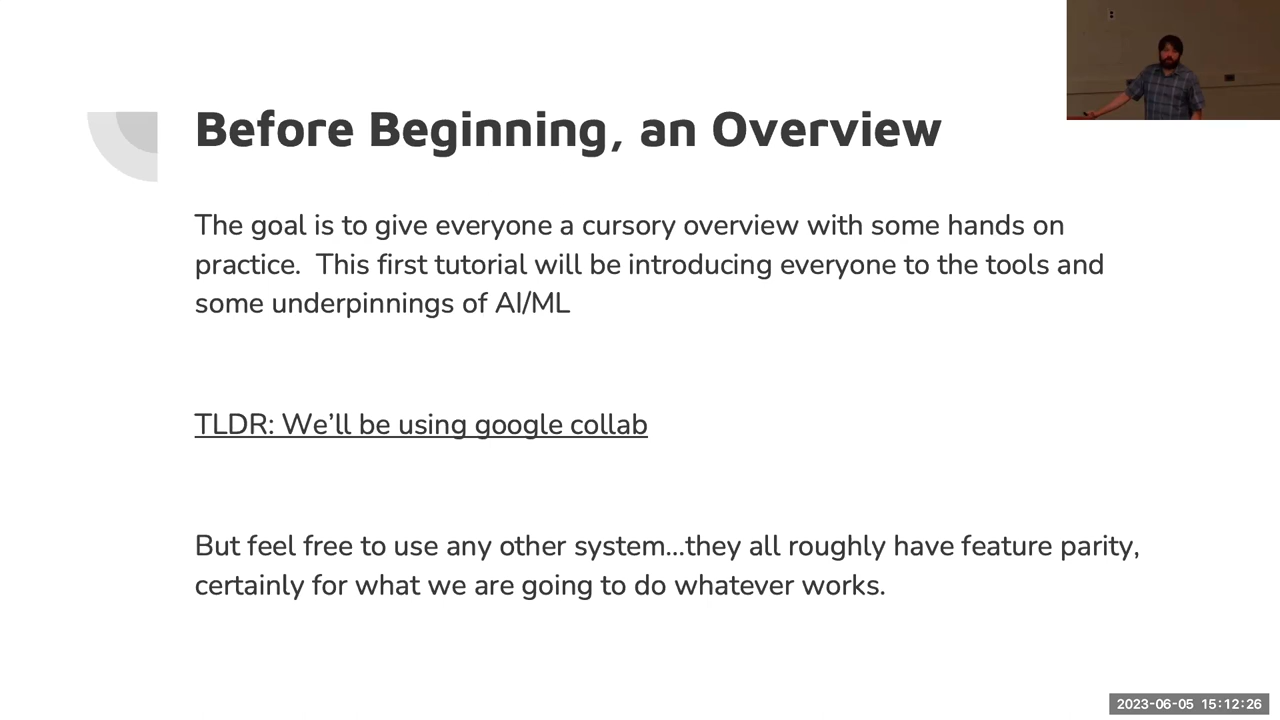 Before Beginning, an Overview
The goal is to give everyone a cursory overview with some hands on
practice.  This first tutorial will be introducing everyone to the tools and
some underpinnings of AI/ML
TLDR: We’ll be using google collab
But feel free to use any other system...they all roughly have feature parity,
certainly for what we are going to do whatever works.
2023-06-05 15:12:26